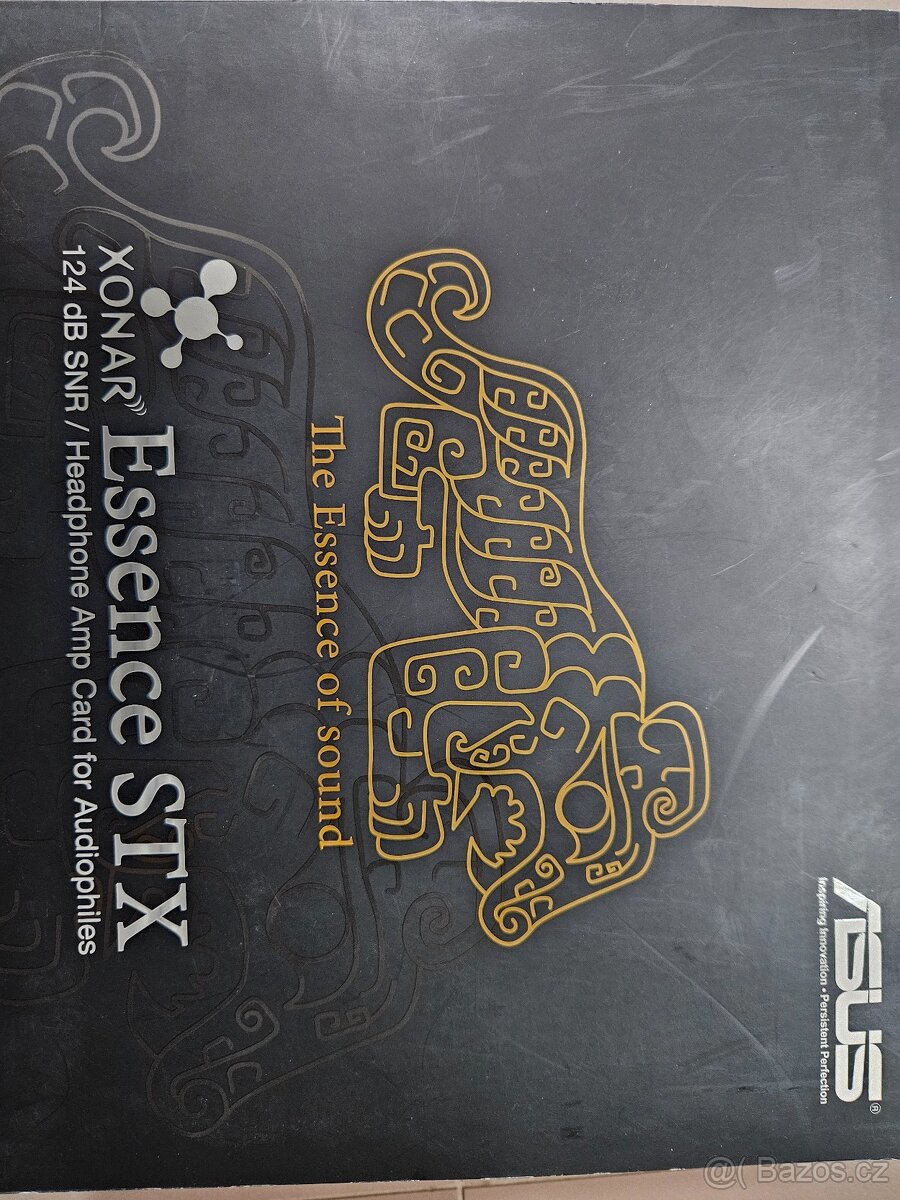 ASUS®
Inspiring Innovation • Persistent Perfection
The Essence of sound
XONAR Essence STX
124 dB SNR / Headphone Amp Card for Audiophiles
@( Bazos.cz